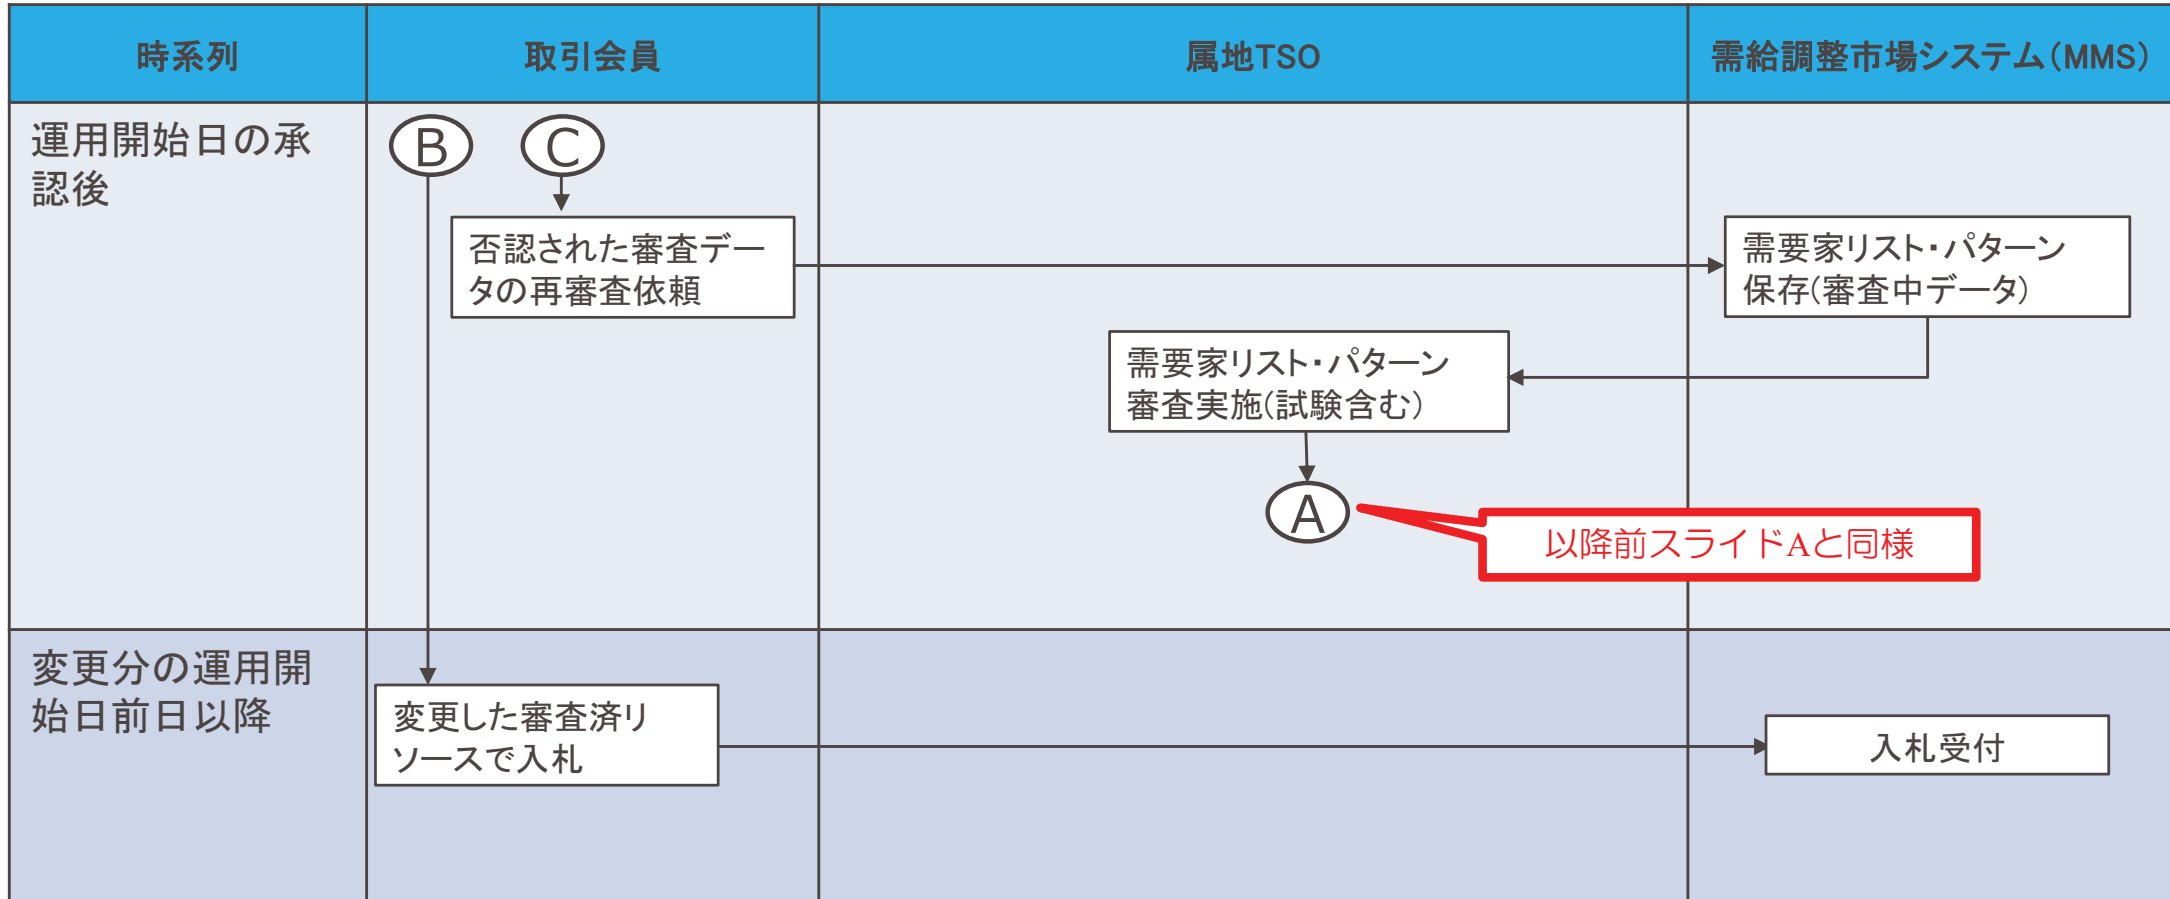 時系列
取引会員
属地TSO
需給調整市場システム(MMS)
運用開始日の承
認後
B
C
否認された審査デー
タの再審査依頼
需要家リスト・パターン
保存(審査中データ)
需要家リスト・パターン
審査実施(試験含む)
A
以降前スライドAと同様
変更分の運用開
始日前日以降
変更した審査済リ
ソースで入札
入札受付